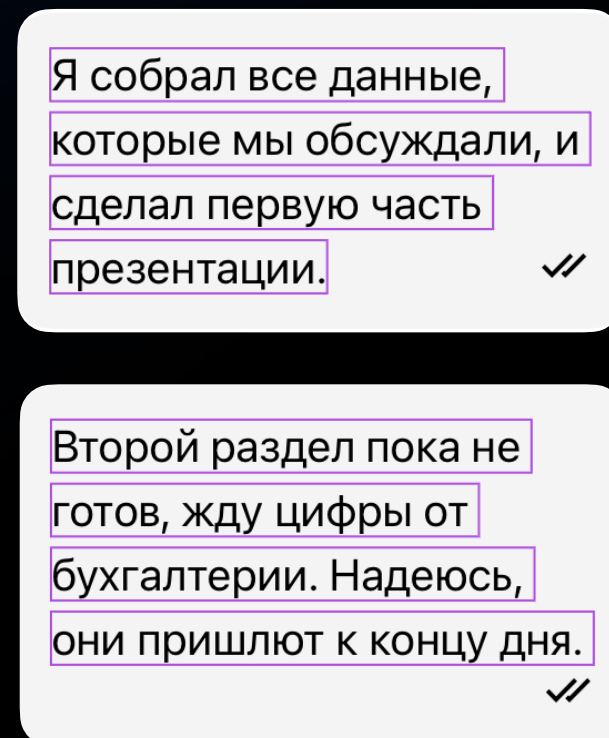 Я собрал все данные,
которые мы обсуждали, и
сделал первую часть
презентации.
Второй раздел пока не
готов, жду цифры от
бухгалтерии. Надеюсь,
они пришлют к концу дня.